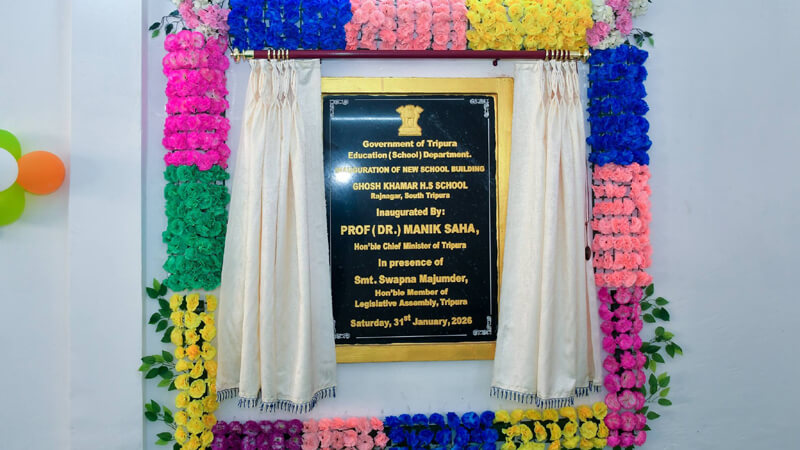 Government of Tripura
Education (School) Department.
INAUGURATION OF NEW SCHOOL BUILDING
GHOSH KHAMAR H.S SCHOOL
Rajnagar, South Tripura
Inaugurated By:
PROF (DR.) MANIK SAHA,
Hon'ble Chief Minister of Tripura
In presence of
Smt. Swapna Majumder,
Hon'ble Member of
Legislative Assembly, Tripura
Saturday, 31st January, 2026